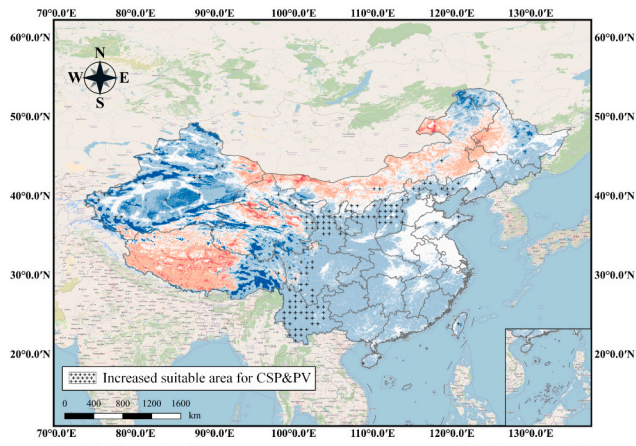 70°0.0'E 80°0.0'E 90°0.0'E 100°0.0'E 110°0.0'E 120°0.0'E 130°0.0'E
60°0.0'N 60°0.0'N
N
W E
S
50°0.0'N 50°0.0'N
40°0.0'N 40°0.0'N
30°0.0'N 30°0.0'N
20°0.0'N 20°0.0'N
Increased suitable area for CSP&PV
0 400 800 1200 1600
km
70°0.0'E 80°0.0'E 90°0.0'E 100°0.0'E 110°0.0'E 120°0.0'E 130°0.0'E